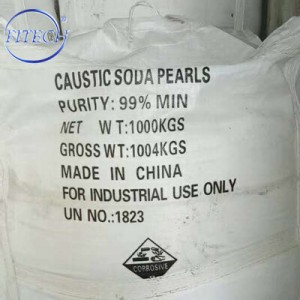 FITECH
CAUSTIC SODA PEARLS
PURITY: 99% MIN
NET WT:1000KGS
GROSS WT:1004KGS
MADE IN CHINA
FOR INDUSTRIAL USE ONLY
UN NO.:1823
CORROSIVE